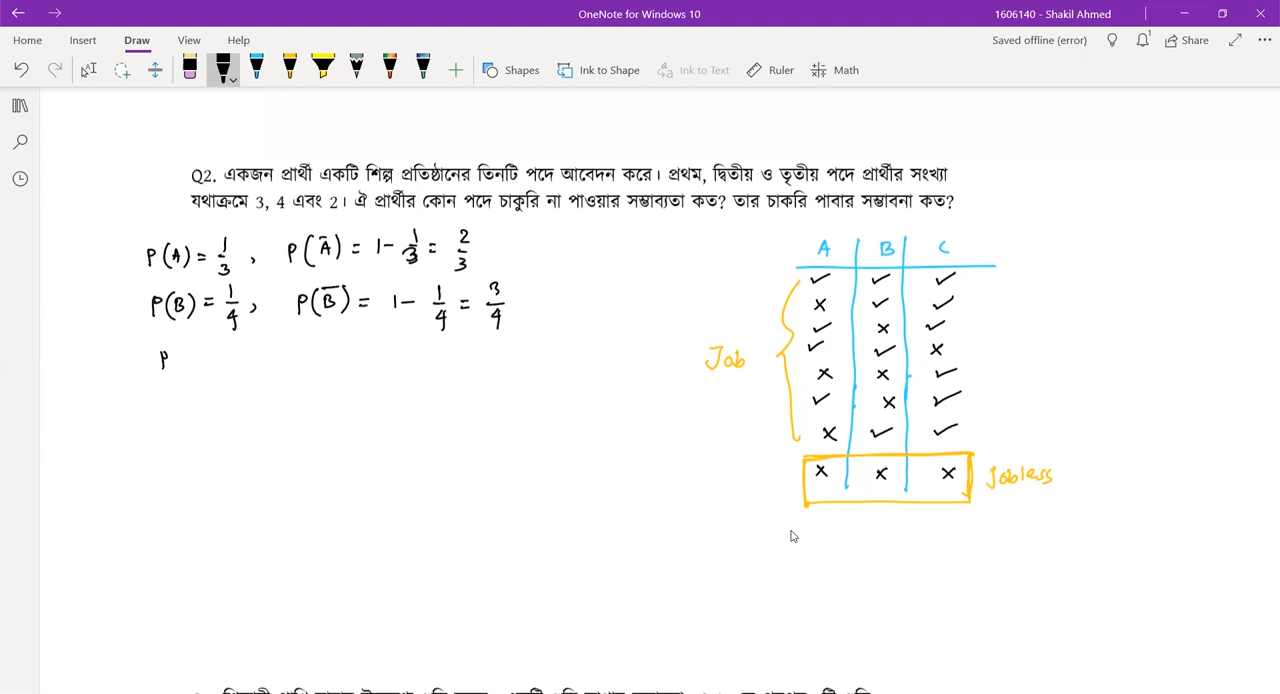 OneNote for Windows 10
1606140 - Shakil Ahmed
Home Insert Draw View Help
Saved offline (error)
1
Share
Shapes
Ink to Shape
Ink to Text
Ruler
Math
Q2. একজন প্রার্থী একটি শিল্প প্রতিষ্ঠানের তিনটি পদে আবেদন করে। প্রথম, দ্বিতীয় ও তৃতীয় পদে প্রার্থীর সংখ্যা
যথাক্রমে 3, 4 এবং 2। ঐ প্রার্থীর কোন পদে চাকুরি না পাওয়ার সম্ভাব্যতা কত? তার চাকরি পাবার সম্ভাবনা কত?
P(A) = 1/3 , P(Ā) = 1 - 1/3 = 2/3
P(B) = 1/4 , P(B̄) = 1 - 1/4 = 3/4
P
A B C
✓ ✓ ✓
× ✓ ✓
✓ × ✓
✓ ✓ ×
× × ✓
✓ × ✓
× ✓ ✓
× × ×
Job
Jobless